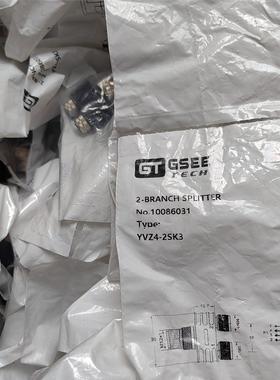 GT GSEE
TECH
2-BRANCH SPLITTER
No.10086031
Type:
YVZ4-2SK3